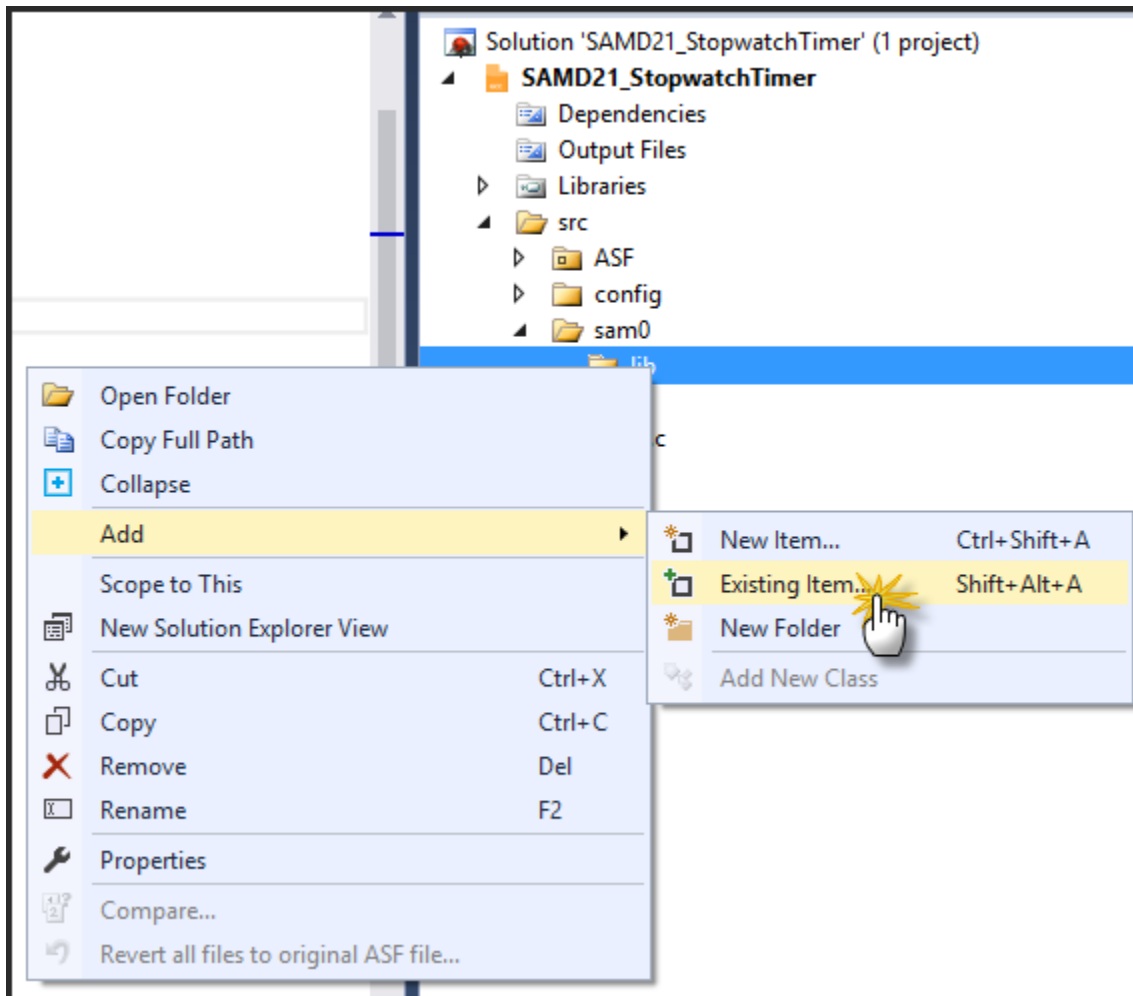 Solution 'SAMD21_StopwatchTimer' (1 project)
SAMD21_StopwatchTimer
Dependencies
Output Files
Libraries
src
ASF
config
sam0
lib
c
Open Folder
Copy Full Path
Collapse
Add
Scope to This
New Solution Explorer View
Cut Ctrl+X
Copy Ctrl+C
Remove Del
Rename F2
Properties
Compare...
Revert all files to original ASF file...
New Item... Ctrl+Shift+A
Existing Item... Shift+Alt+A
New Folder
Add New Class